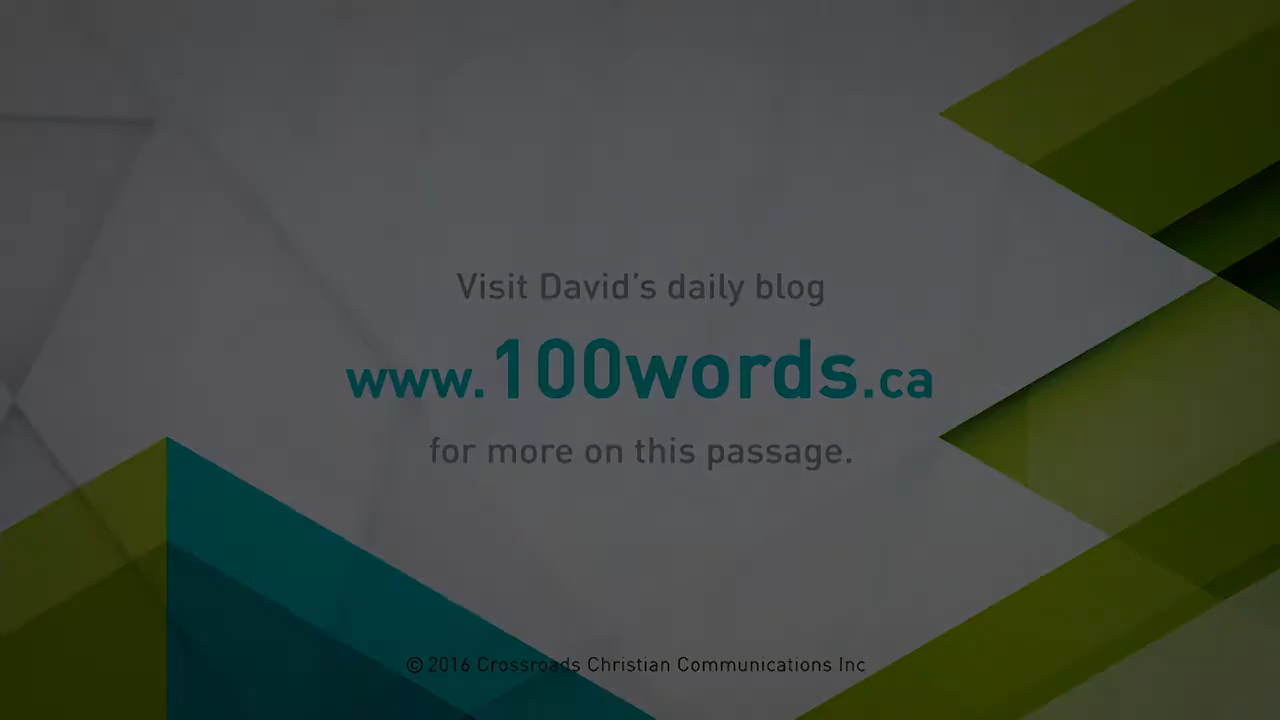 Visit David's daily blog
www.100words.ca
for more on this passage.
© 2016 Crossroads Christian Communications Inc